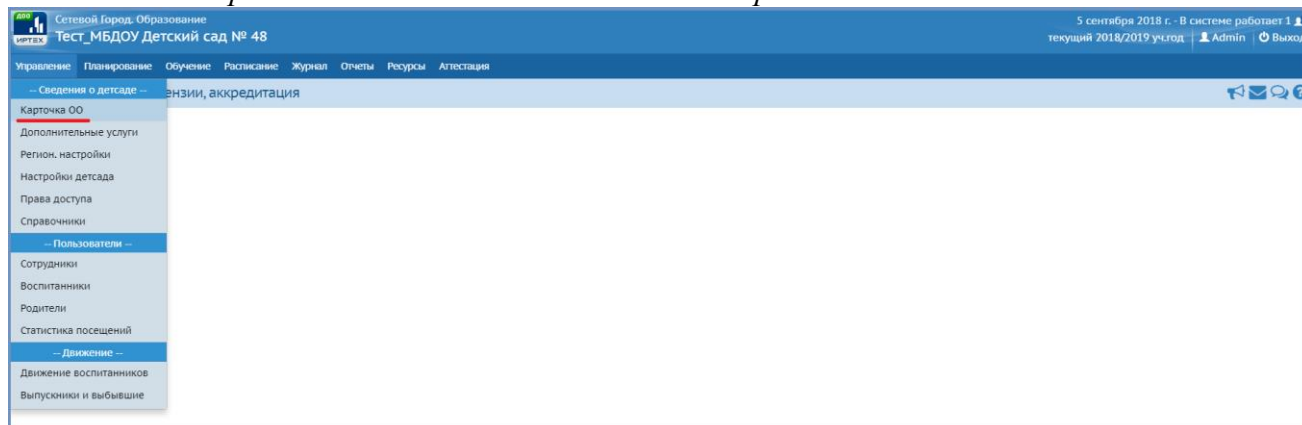 ДОО
ИРТЕХ
Сетевой Город. Образование
Тест_МБДОУ Детский сад № 48
5 сентября 2018 г. - В системе работает 1
текущий 2018/2019 уч.год Admin Выход
Управление Планирование Обучение Расписание Журнал Отчеты Ресурсы Аттестация
-- Сведения о детсаде --
ензии, аккредитация
Карточка ОО
Дополнительные услуги
Регион. настройки
Настройки детсада
Права доступа
Справочники
-- Пользователи --
Сотрудники
Воспитанники
Родители
Статистика посещений
-- Движение --
Движение воспитанников
Выпускники и выбывшие